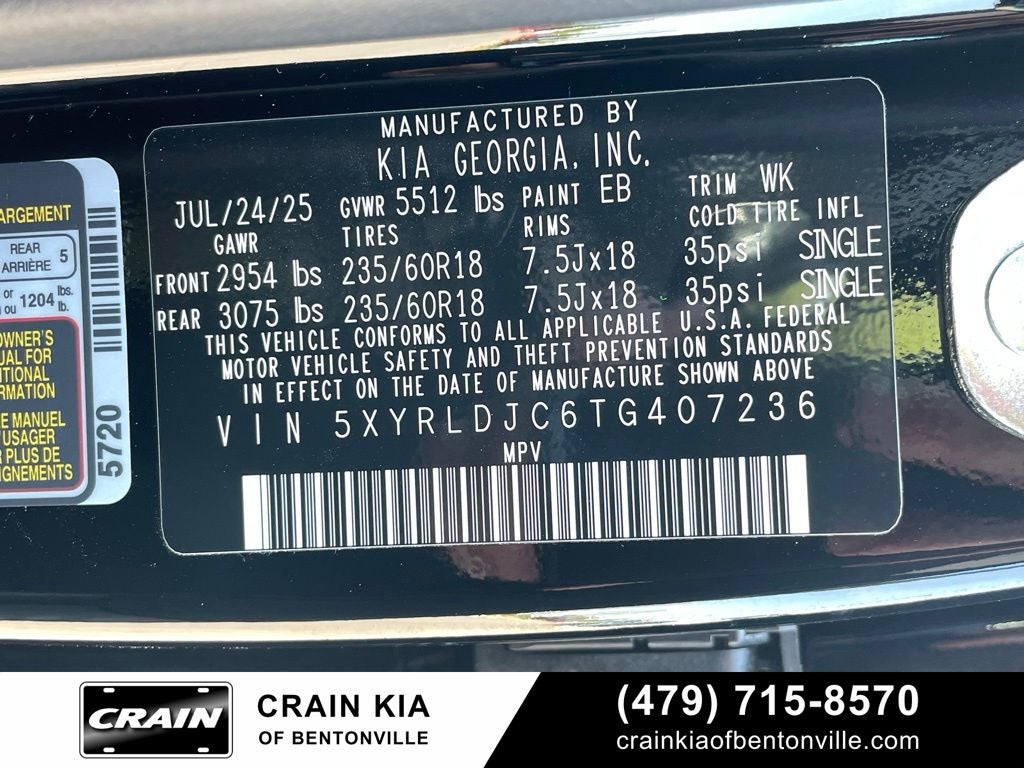 MANUFACTURED BY
KIA GEORGIA, INC.
JUL/24/25 GVWR 5512 lbs PAINT EB TRIM WK
GAWR TIRES RIMS COLD TIRE INFL
FRONT 2954 lbs 235/60R18 7.5Jx18 35psi SINGLE
REAR 3075 lbs 235/60R18 7.5Jx18 35psi SINGLE
THIS VEHICLE CONFORMS TO ALL APPLICABLE U.S.A. FEDERAL
MOTOR VEHICLE SAFETY AND THEFT PREVENTION STANDARDS
IN EFFECT ON THE DATE OF MANUFACTURE SHOWN ABOVE
VIN 5XYRLDJC6TG407236
MPV
ARGEMENT
REAR
ARRIÈRE 5
or 1204 lbs.
ou lb.
OWNER'S
UAL FOR
ITIONAL
RMATION
E MANUEL
'USAGER
R PLUS DE
IGNEMENTS
5720
CRAIN
CRAIN KIA
OF BENTONVILLE
(479) 715-8570
crainkiaofbentonville.com